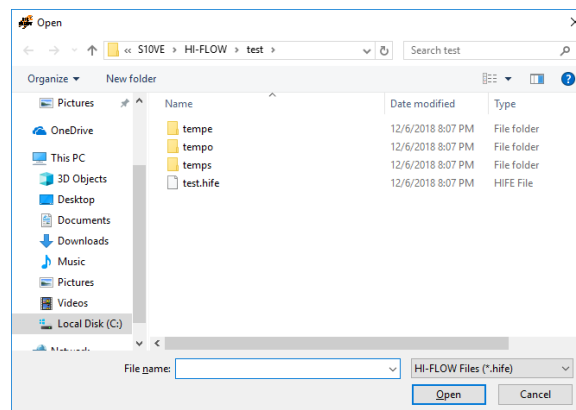 Open
« S10VE > HI-FLOW > test >
Search test
Organize
New folder
Name
Date modified
Type
Pictures
OneDrive
This PC
3D Objects
Desktop
Documents
Downloads
Music
Pictures
Videos
Local Disk (C:)
Network
tempe 12/6/2018 8:07 PM File folder
tempo 12/6/2018 8:07 PM File folder
temps 12/6/2018 8:07 PM File folder
test.hife 12/6/2018 8:07 PM HIFE File
File name:
HI-FLOW Files (*.hife)
Open
Cancel